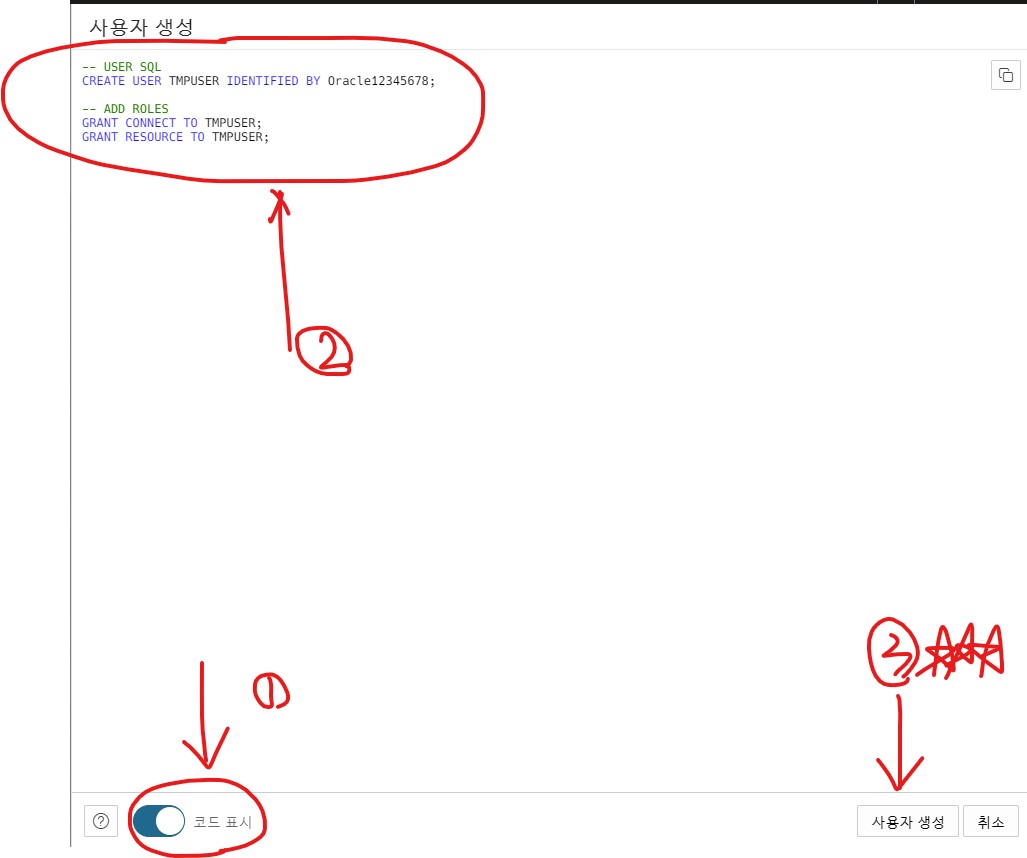 사용자 생성
-- USER SQL
CREATE USER TMPUSER IDENTIFIED BY Oracle12345678;
-- ADD ROLES
GRANT CONNECT TO TMPUSER;
GRANT RESOURCE TO TMPUSER;
②
①
③ ☆☆☆
코드 표시
사용자 생성
취소